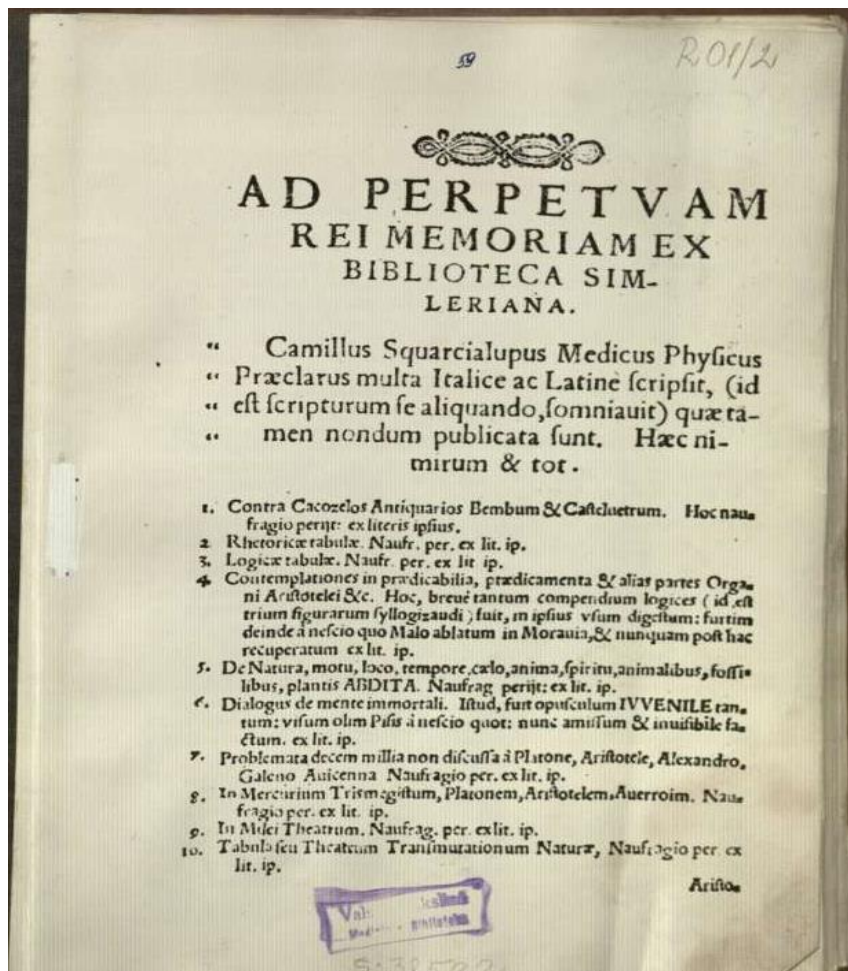 59
R01/2
AD PERPETVAM
REI MEMORIAM EX
BIBLIOTECA SIM-
LERIANA.
“ Camillus Squarcialupus Medicus Phyſicus
“ Præclarus multa Italice ac Latine ſcripſit, (id
“ eſt ſcripturum ſe aliquando, ſomniauit) quæ ta-
“ men nondum publicata ſunt. Hæc ni-
mirum & tot.
1. Contra Cacozelos Antiquarios Bembum & Caſteluetrum. Hoc nau-
fragio perijt: ex literis ipſius.
2 Rhetoricæ tabulæ. Naufr. per. ex lit. ip.
3. Logicæ tabulæ. Naufr. per. ex lit ip.
4. Contemplationes in prædicabilia, prædicamenta & alias partes Orga-
ni Ariſtotelei &c. Hoc, breue tantum compendium logices ( id eſt
trium figurarum ſyllogizaudi ) fuit, in ipſius vſum digeſtum: furtim
deinde à neſcio quo Malo ablatum in Morauia, & nunquam poſt hac
recuperatum ex lit. ip.
5. De Natura, motu, loco, tempore, cælo, anima, ſpiritu, animalibus, foſſi-
libus, plantis ABDITA. Naufrag perijt: ex lit. ip.
6. Dialogus de mente immortali. Iſtud, fuit opuſculum IVVENILE tan-
tum: viſum olim Piſis à neſcio quot: nunc amiſſum & inuiſibile fa-
ctum. ex lit. ip.
7. Problemata decem millia non diſcuſſa à Platone, Ariſtotele, Alexandro,
Galeno Auicenna Naufragio per. ex lit. ip.
8. In Mercurium Trismegiſtum, Platonem, Ariſtotelem, Auerroim. Nau-
fragio per. ex lit. ip.
9. In Milei Theatrum. Naufrag. per. ex lit. ip.
10. Tabula ſeu Theatrum Tranſmutationum Naturæ, Naufragio per. ex
lit. ip.
Ariſto-